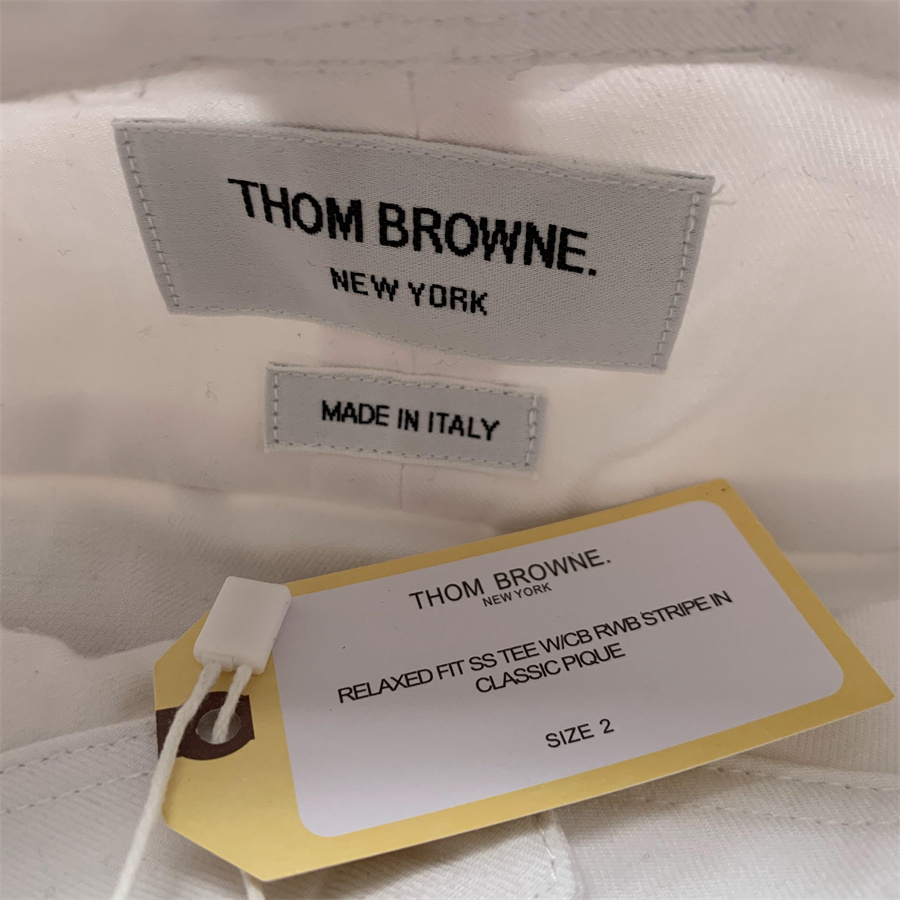 THOM BROWNE.
NEW YORK
MADE IN ITALY
THOM BROWNE.
NEW YORK
RELAXED FIT SS TEE W/CB RWB STRIPE IN
CLASSIC PIQUE
SIZE 2